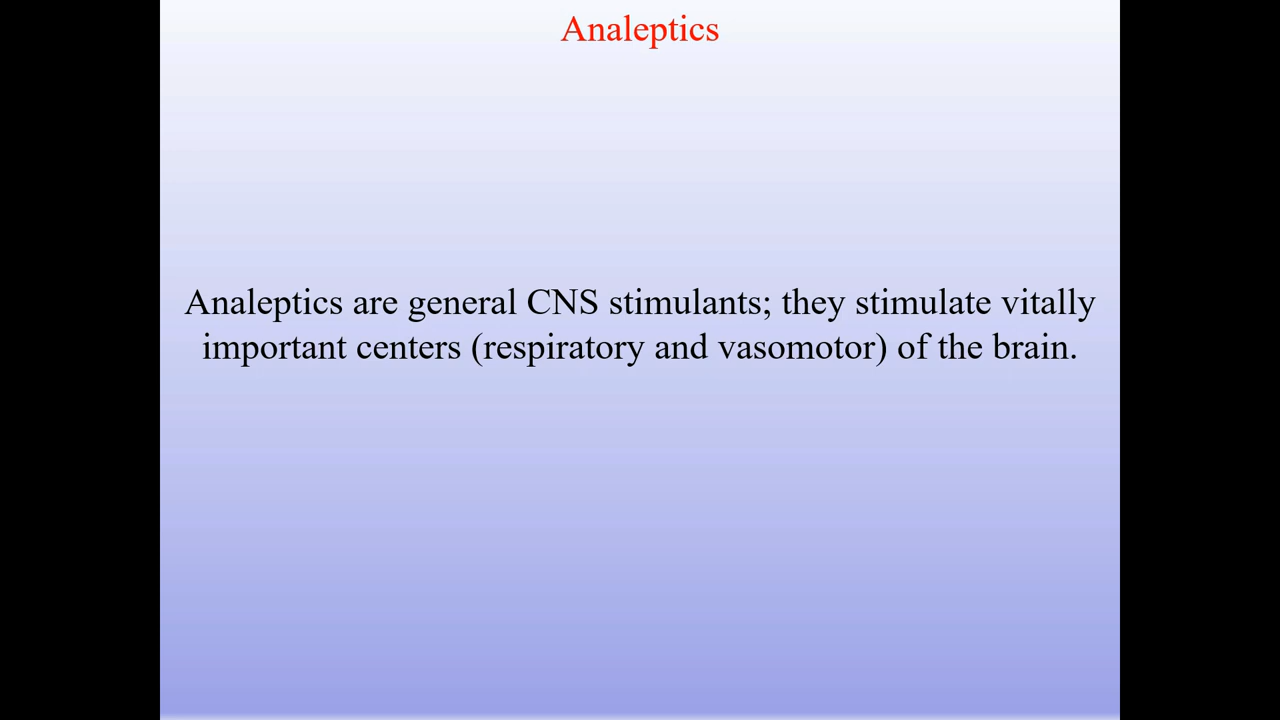 Analeptics
Analeptics are general CNS stimulants; they stimulate vitally
important centers (respiratory and vasomotor) of the brain.